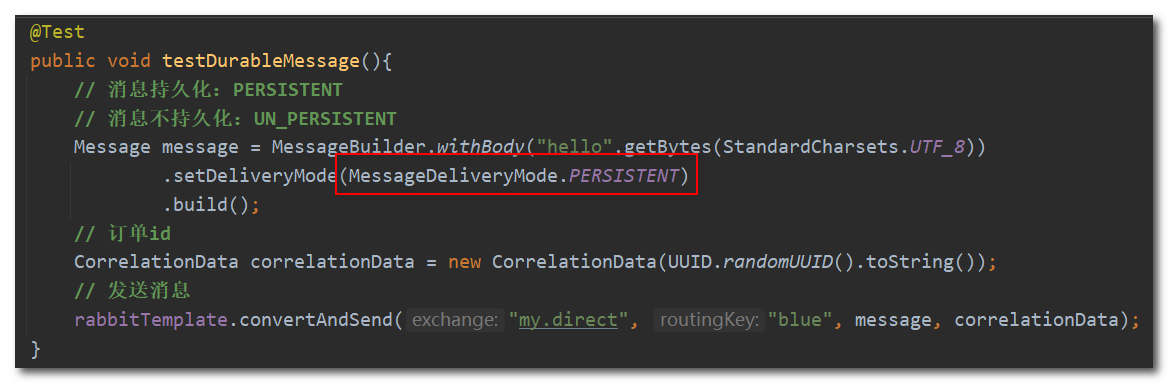 @Test
public void testDurableMessage(){
// 消息持久化：PERSISTENT
// 消息不持久化：UN_PERSISTENT
Message message = MessageBuilder.withBody("hello".getBytes(StandardCharsets.UTF_8))
.setDeliveryMode(MessageDeliveryMode.PERSISTENT)
.build();
// 订单id
CorrelationData correlationData = new CorrelationData(UUID.randomUUID().toString());
// 发送消息
rabbitTemplate.convertAndSend( exchange: "my.direct", routingKey: "blue", message, correlationData);
}